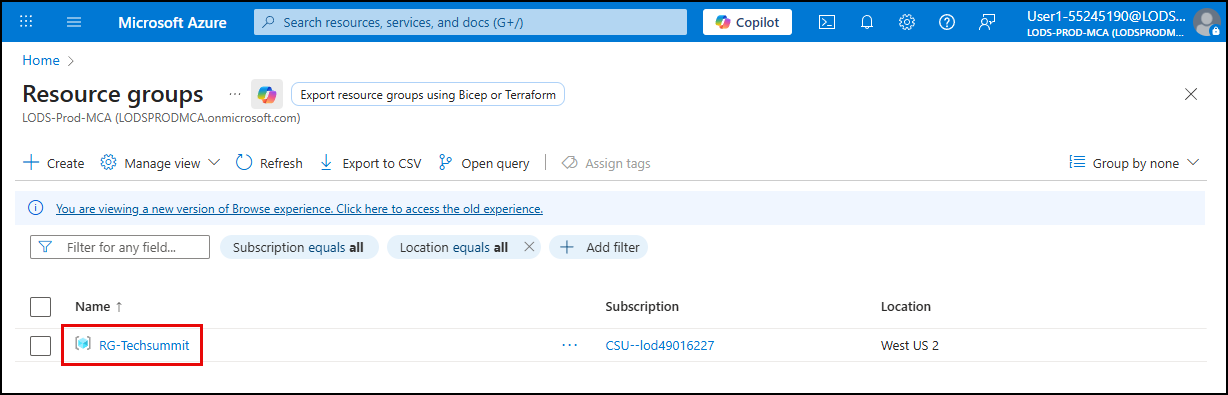 Microsoft Azure
Search resources, services, and docs (G+/)
Copilot
User1-55245190@LODS...
LODS-PROD-MCA (LODSPRODM...
Home
Resource groups
...
Export resource groups using Bicep or Terraform
LODS-Prod-MCA (LODSPRODMCA.onmicrosoft.com)
Create
Manage view
Refresh
Export to CSV
Open query
Assign tags
Group by none
You are viewing a new version of Browse experience. Click here to access the old experience.
Filter for any field...
Subscription equals all
Location equals all
Add filter
Name ↑
Subscription
Location
RG-Techsummit
...
CSU--lod49016227
West US 2